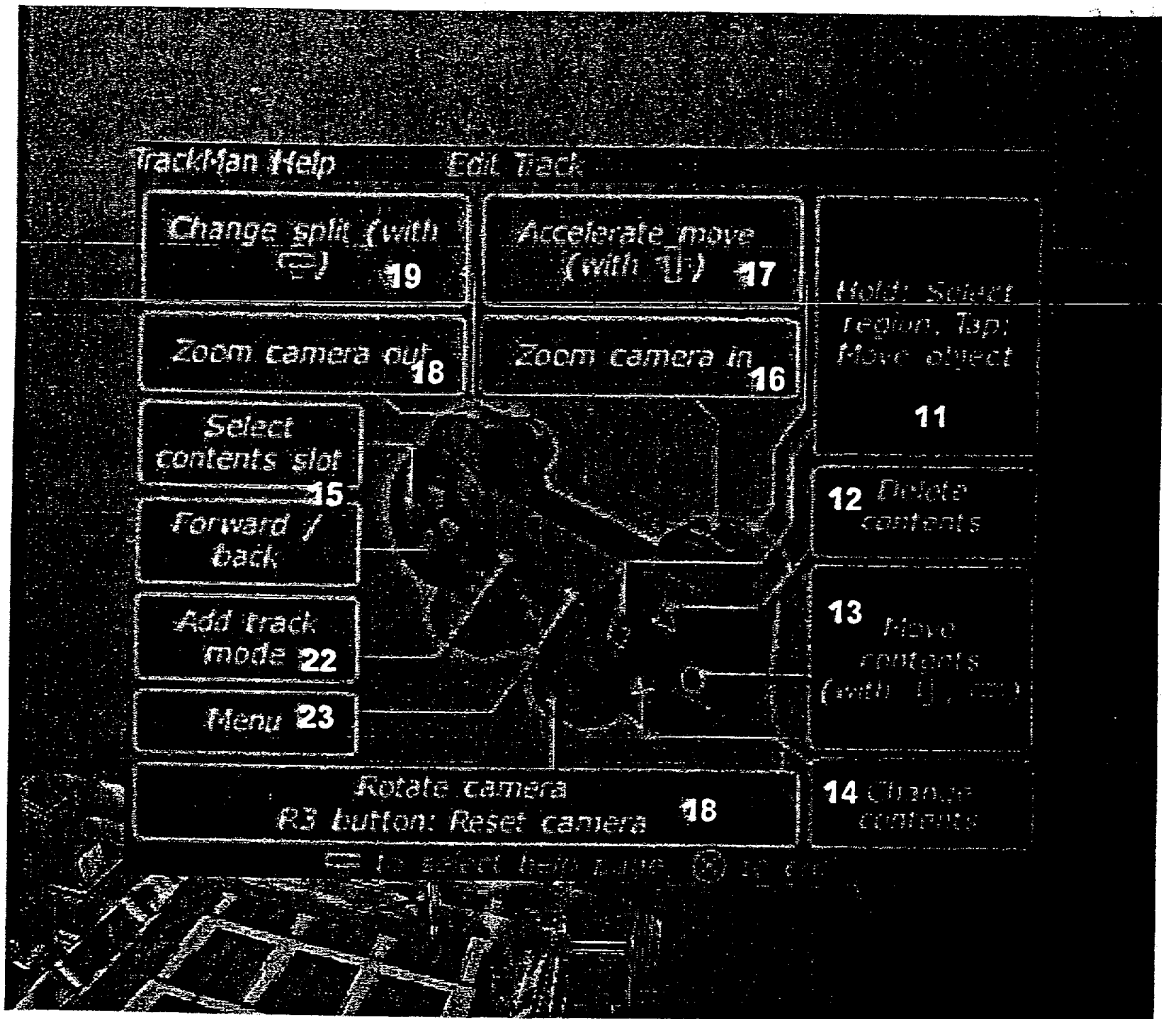 TrackMan Help Edit Track
Change split (with
) 19
Accelerate move
(with ) 17
Hold: Select
region, Tap:
Move object
11
Zoom camera out
18
Zoom camera in
16
Select
contents slot
15
12 Delete
contents
Forward /
back
13 Move
contents
(with , )
Add track
mode 22
Menu 23
Rotate camera
R3 button: Reset camera 18
14 Change
contents
to select help page, to